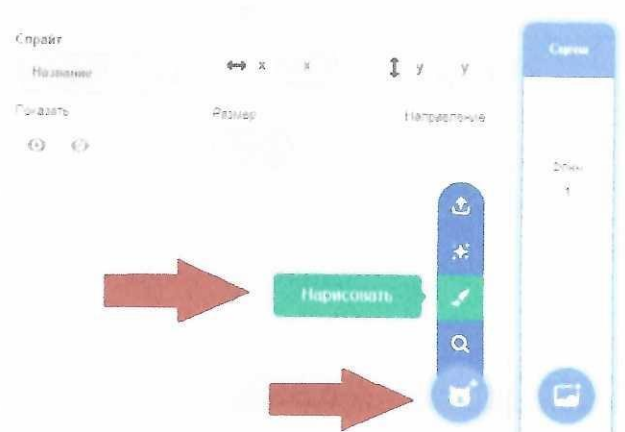 Спрайт
Название
x x
y y
Показать
Размер
Направление
Сцена
Фоны
1
Нарисовать